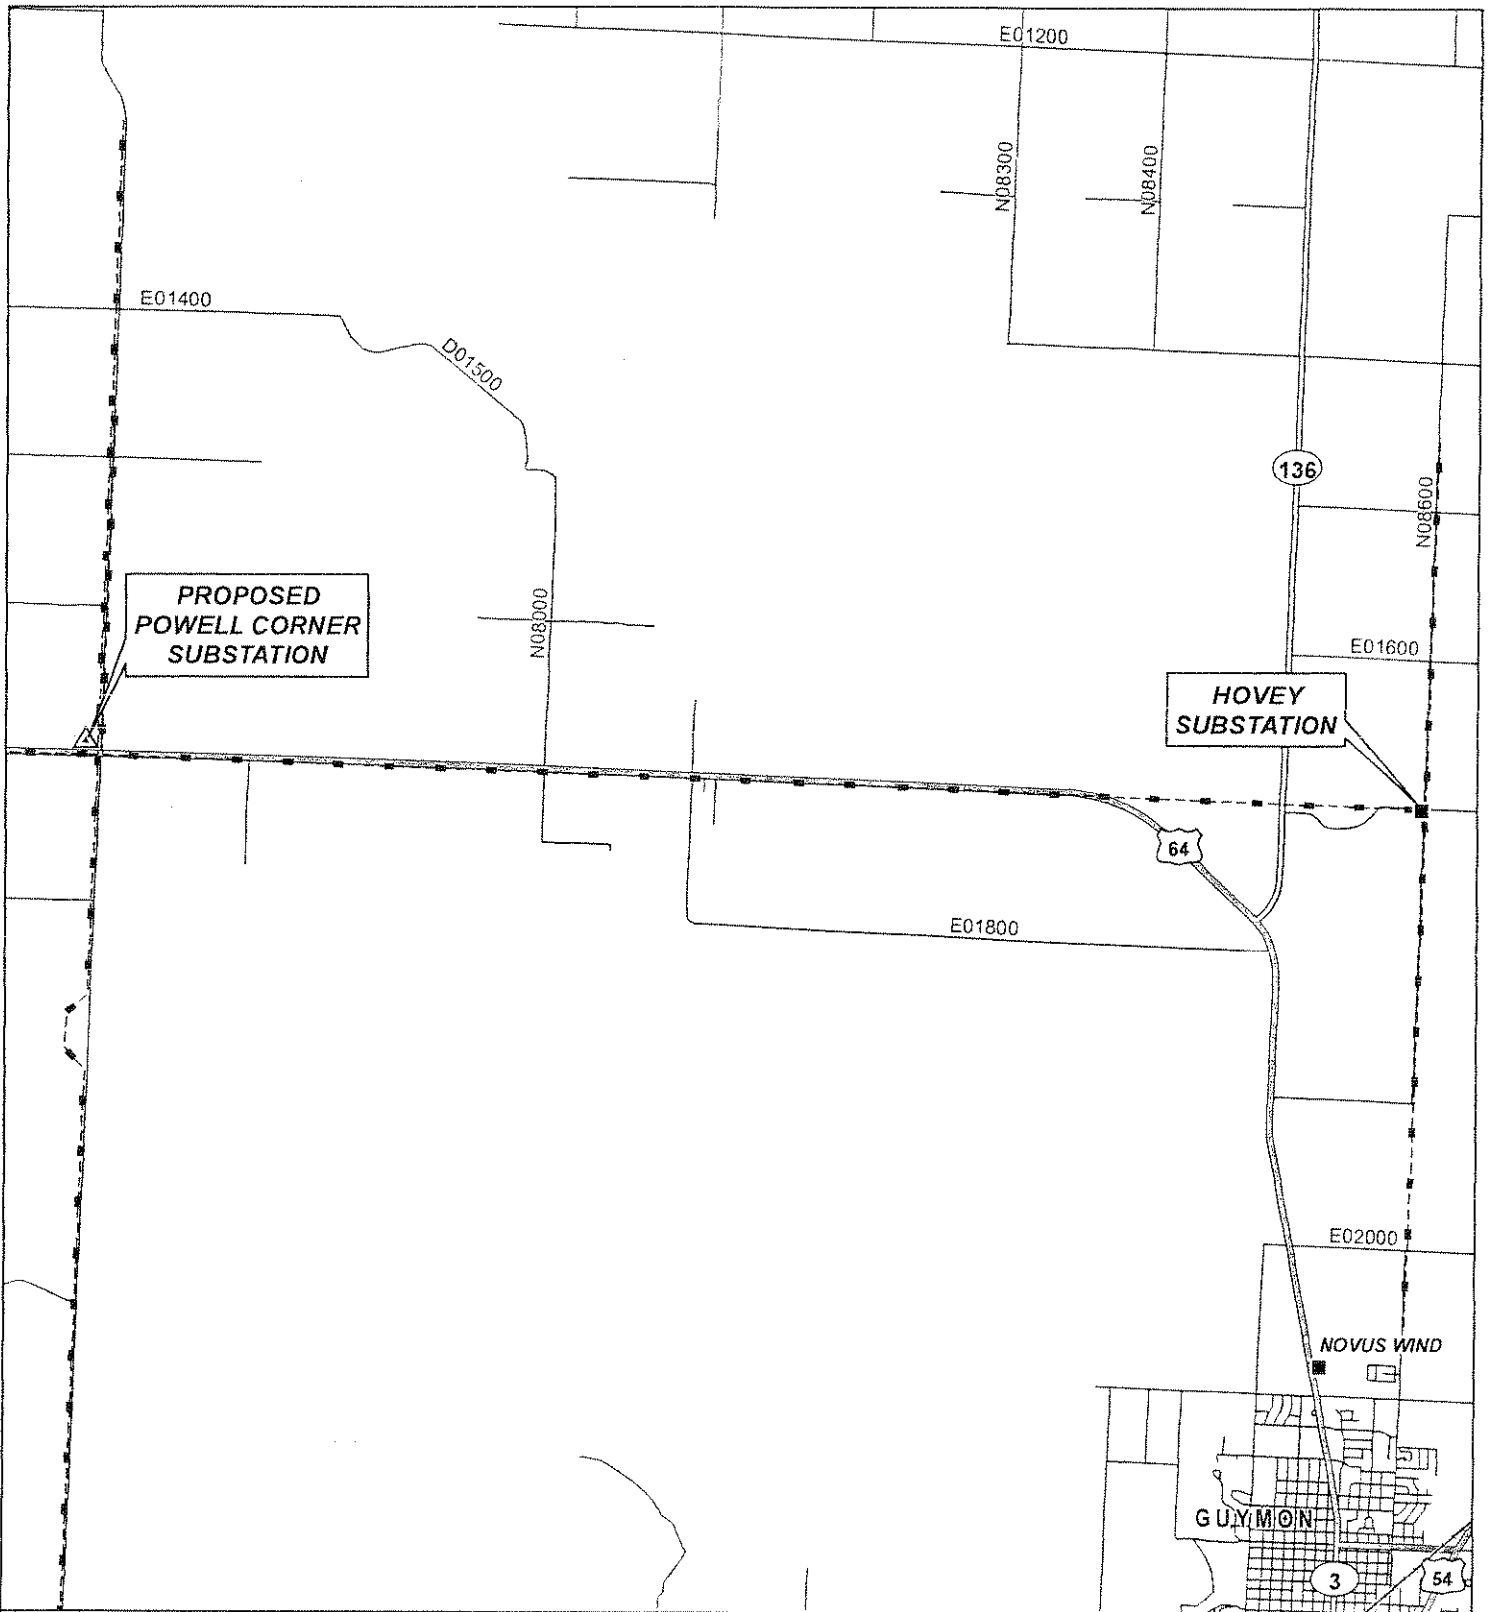 E01200
N08300
N08400
E01400
D01500
136
N08600
PROPOSED
POWELL CORNER
SUBSTATION
N08000
E01600
HOVEY
SUBSTATION
64
E01800
E02000
NOVUS WIND
GUYMON
3
54